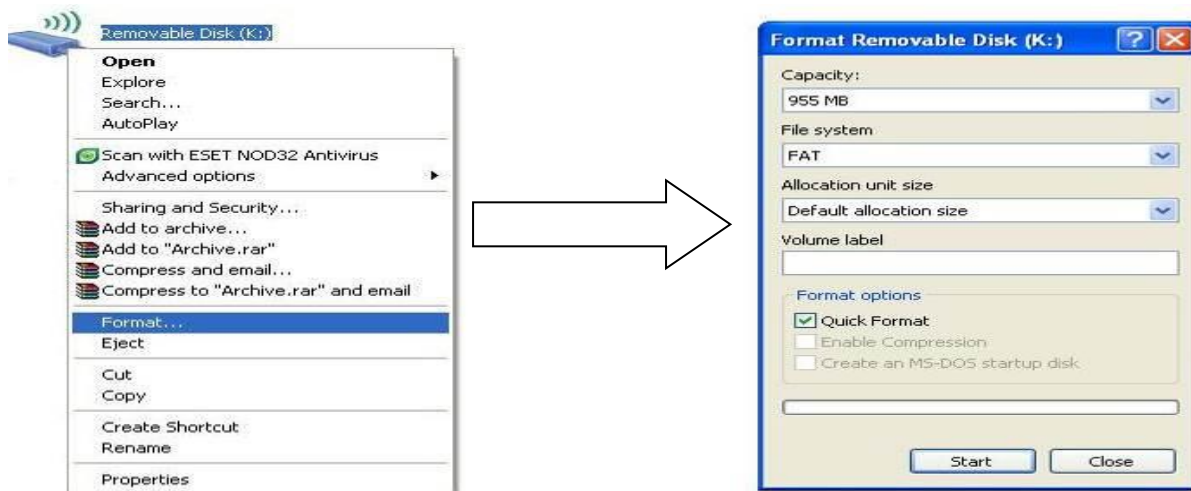 Removable Disk (K:)
Open
Explore
Search...
AutoPlay
Scan with ESET NOD32 Antivirus
Advanced options
Sharing and Security...
Add to archive...
Add to "Archive.rar"
Compress and email...
Compress to "Archive.rar" and email
Format...
Eject
Cut
Copy
Create Shortcut
Rename
Properties
Format Removable Disk (K:)
Capacity:
955 MB
File system
FAT
Allocation unit size
Default allocation size
Volume label
Format options
Quick Format
Enable Compression
Create an MS-DOS startup disk
Start Close